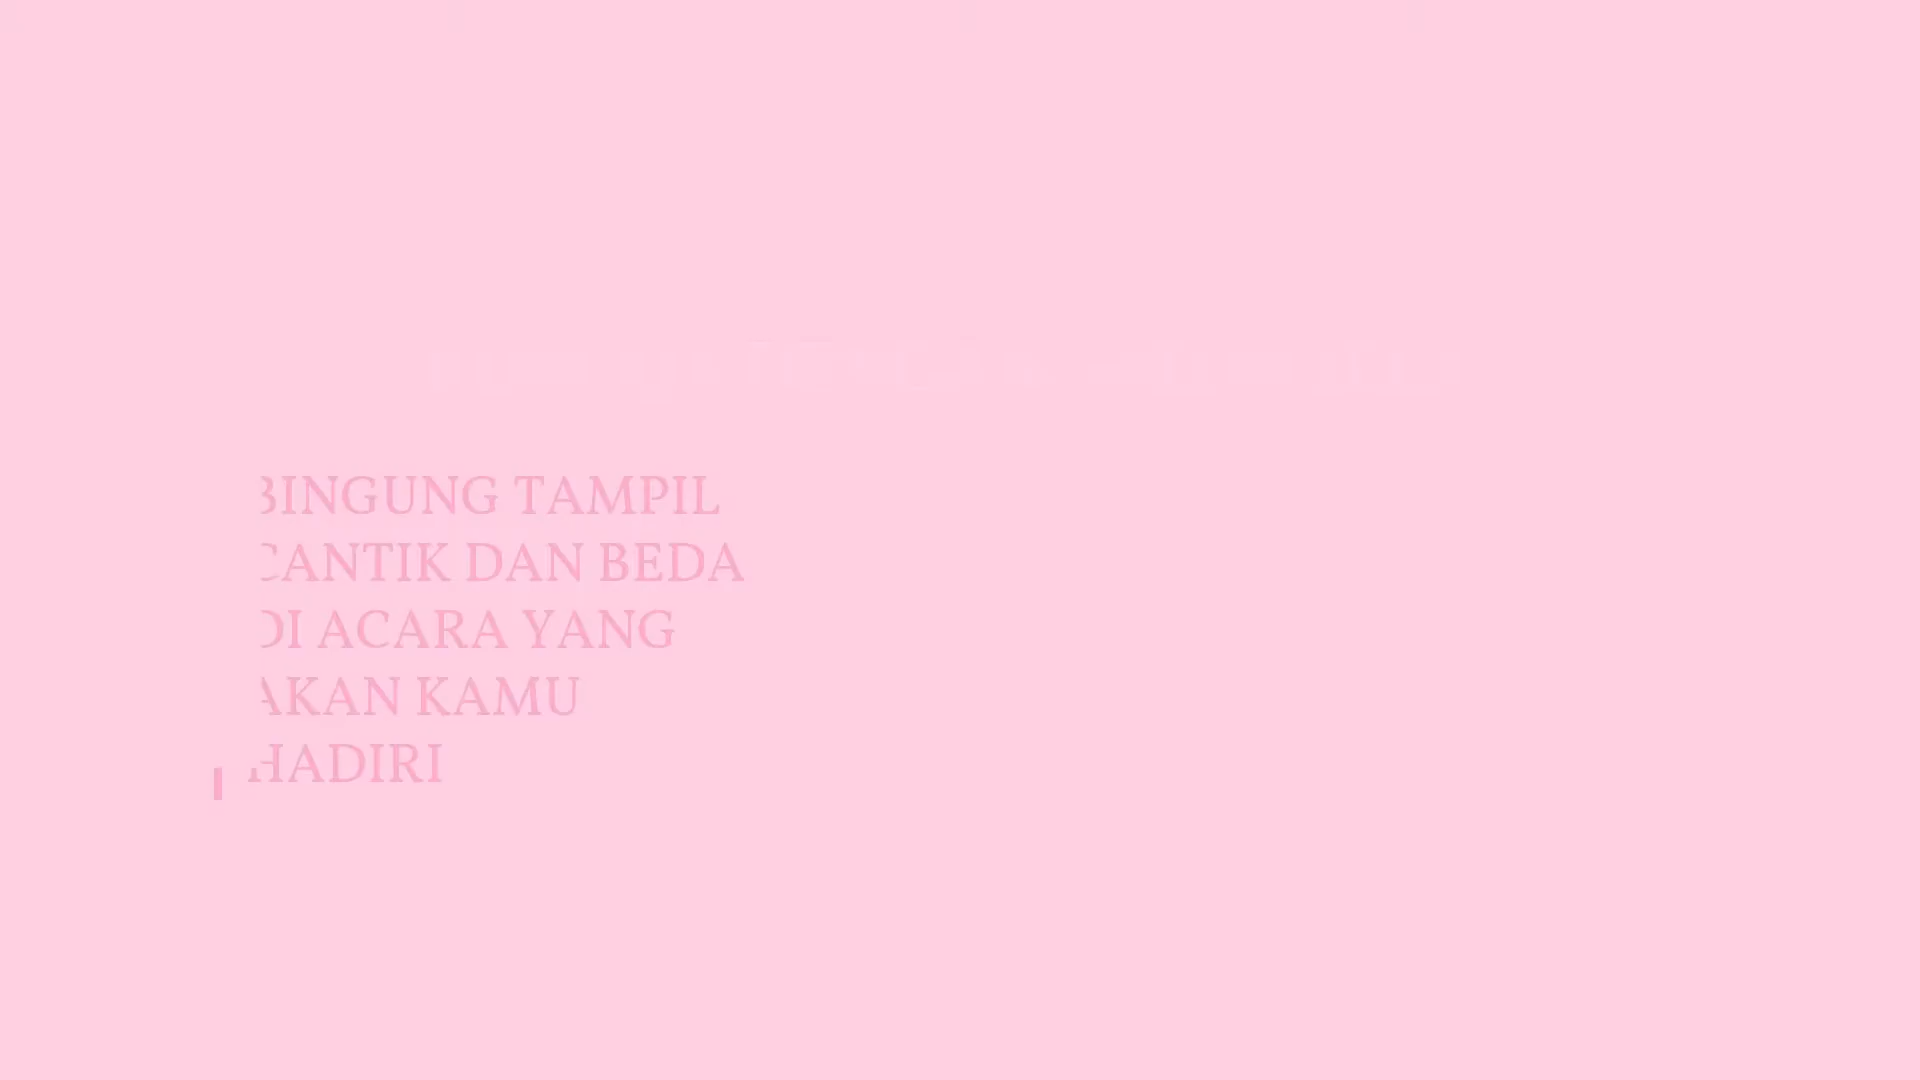 BINGUNG TAMPIL
CANTIK DAN BEDA
DI ACARA YANG
AKAN KAMU
HADIRI